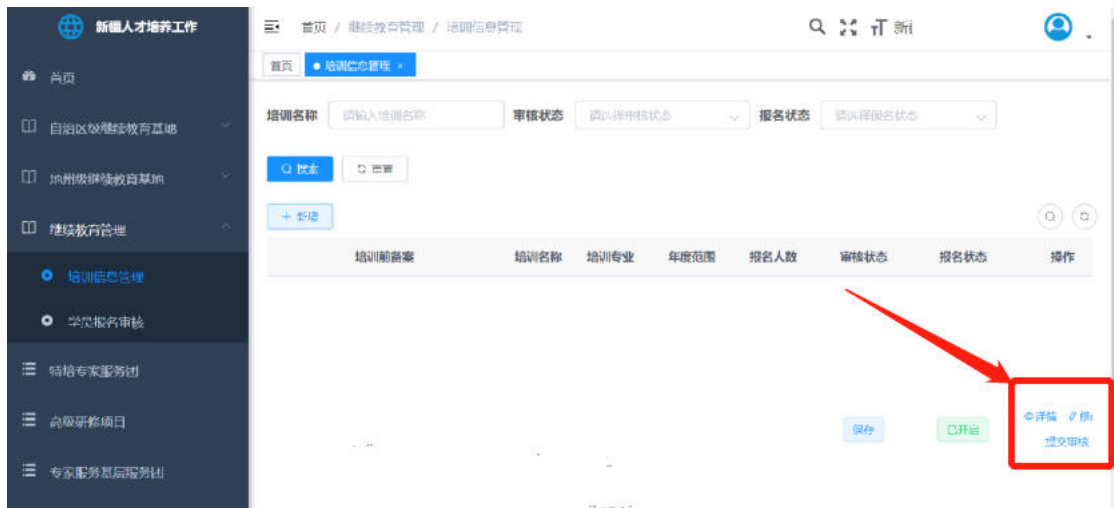 新疆人才培养工作
首页 / 继续教育管理 / 培训信息管理
首页
培训信息管理 ×
首页
自治区级继续教育基地
地州级继续教育基地
继续教育管理
培训信息管理
学员报名审核
特培专家服务团
高级研修项目
专家服务基层服务团
培训名称 请输入培训名称 审核状态 请选择审核状态 报名状态 请选择报名状态
搜索 重置
+ 新增
培训前备案 培训名称 培训专业 年度范围 报名人数 审核状态 报名状态 操作
保存 已开启 详情
提交审核